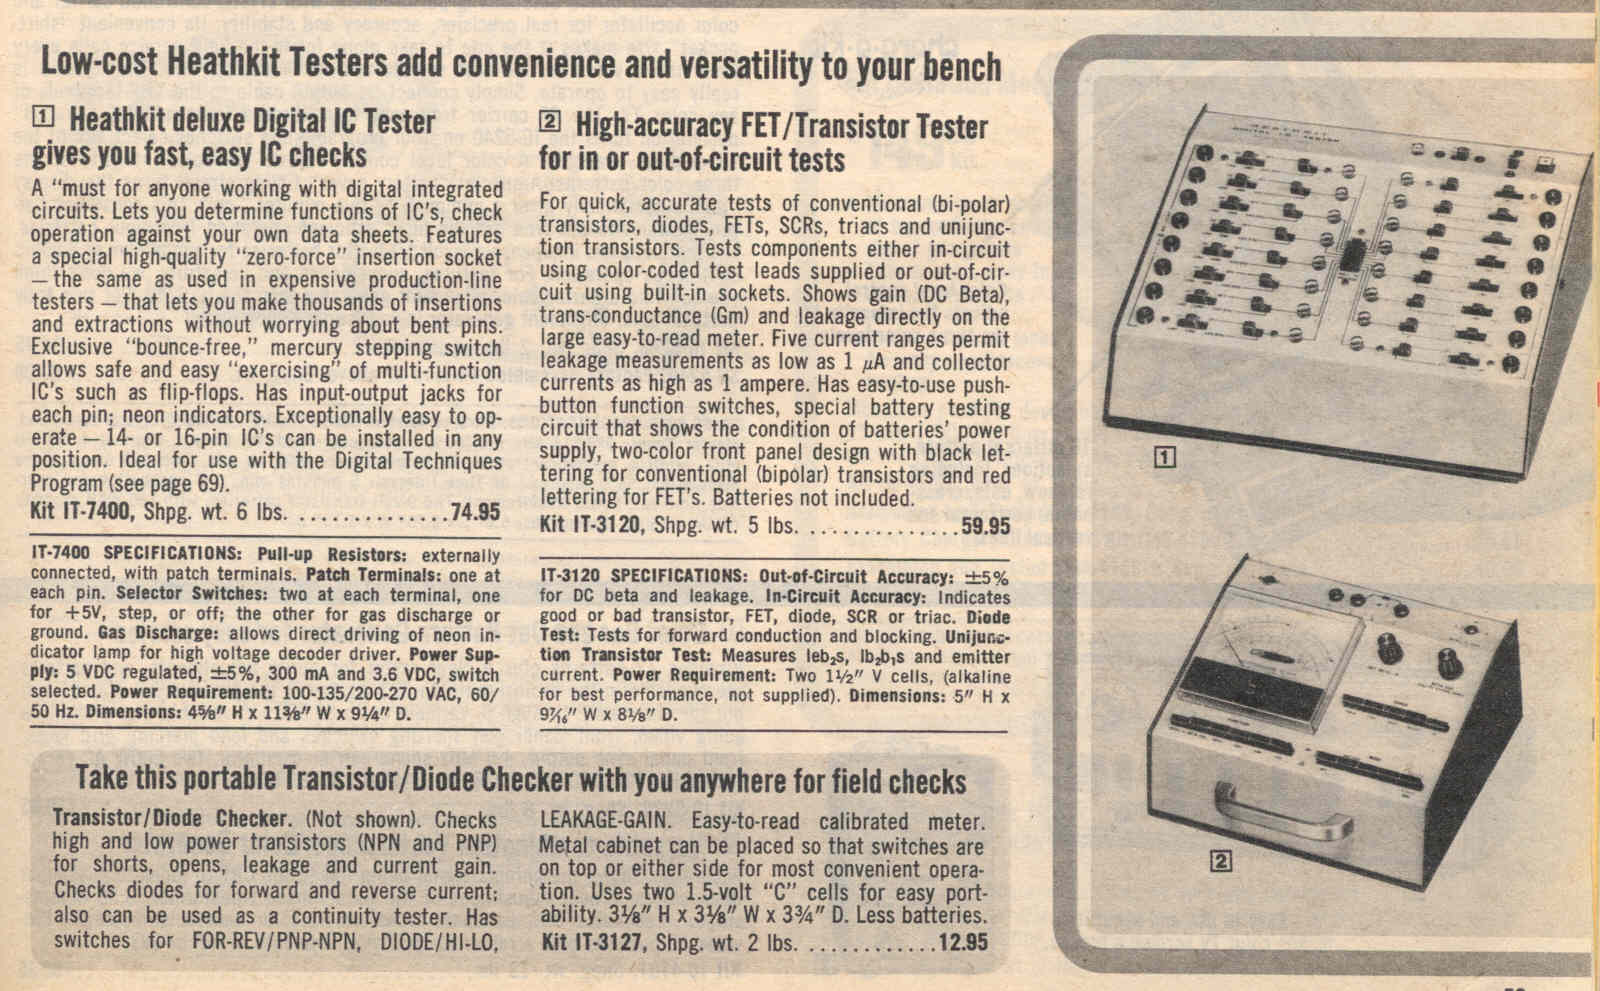 Low-cost Heathkit Testers add convenience and versatility to your bench
1 Heathkit deluxe Digital IC Tester
gives you fast, easy IC checks
A “must for anyone working with digital integrated
circuits. Lets you determine functions of IC's, check
operation against your own data sheets. Features
a special high-quality “zero-force” insertion socket
— the same as used in expensive production-line
testers — that lets you make thousands of insertions
and extractions without worrying about bent pins.
Exclusive “bounce-free,” mercury stepping switch
allows safe and easy “exercising” of multi-function
IC's such as flip-flops. Has input-output jacks for
each pin; neon indicators. Exceptionally easy to op-
erate — 14- or 16-pin IC's can be installed in any
position. Ideal for use with the Digital Techniques
Program (see page 69).
Kit IT-7400, Shpg. wt. 6 lbs. ...............74.95
IT-7400 SPECIFICATIONS: Pull-up Resistors: externally
connected, with patch terminals. Patch Terminals: one at
each pin. Selector Switches: two at each terminal, one
for +5V, step, or off; the other for gas discharge or
ground. Gas Discharge: allows direct driving of neon in-
dicator lamp for high voltage decoder driver. Power Sup-
ply: 5 VDC regulated, ±5%, 300 mA and 3.6 VDC, switch
selected. Power Requirement: 100-135/200-270 VAC, 60/
50 Hz. Dimensions: 4⅝" H x 11⅜" W x 9¼" D.
2 High-accuracy FET/Transistor Tester
for in or out-of-circuit tests
For quick, accurate tests of conventional (bi-polar)
transistors, diodes, FETs, SCRs, triacs and unijunc-
tion transistors. Tests components either in-circuit
using color-coded test leads supplied or out-of-cir-
cuit using built-in sockets. Shows gain (DC Beta),
trans-conductance (Gm) and leakage directly on the
large easy-to-read meter. Five current ranges permit
leakage measurements as low as 1 μA and collector
currents as high as 1 ampere. Has easy-to-use push-
button function switches, special battery testing
circuit that shows the condition of batteries' power
supply, two-color front panel design with black let-
tering for conventional (bipolar) transistors and red
lettering for FET's. Batteries not included.
Kit IT-3120, Shpg. wt. 5 lbs. ...............59.95
IT-3120 SPECIFICATIONS: Out-of-Circuit Accuracy: ±5%
for DC beta and leakage. In-Circuit Accuracy: Indicates
good or bad transistor, FET, diode, SCR or triac. Diode
Test: Tests for forward conduction and blocking. Unijunc-
tion Transistor Test: Measures Ieb₂s, Ib₂b₁s and emitter
current. Power Requirement: Two 1½" V cells, (alkaline
for best performance, not supplied). Dimensions: 5" H x
9⁷⁄₁₆" W x 8⅛" D.
Take this portable Transistor/Diode Checker with you anywhere for field checks
Transistor/Diode Checker. (Not shown). Checks
high and low power transistors (NPN and PNP)
for shorts, opens, leakage and current gain.
Checks diodes for forward and reverse current;
also can be used as a continuity tester. Has
switches for FOR-REV/PNP-NPN, DIODE/HI-LO,
LEAKAGE-GAIN. Easy-to-read calibrated meter.
Metal cabinet can be placed so that switches are
on top or either side for most convenient opera-
tion. Uses two 1.5-volt “C” cells for easy port-
ability. 3⅛" H x 3⅛" W x 3¾" D. Less batteries.
Kit IT-3127, Shpg. wt. 2 lbs. ............12.95
HEATHKIT
DIGITAL IC TESTER
1
2